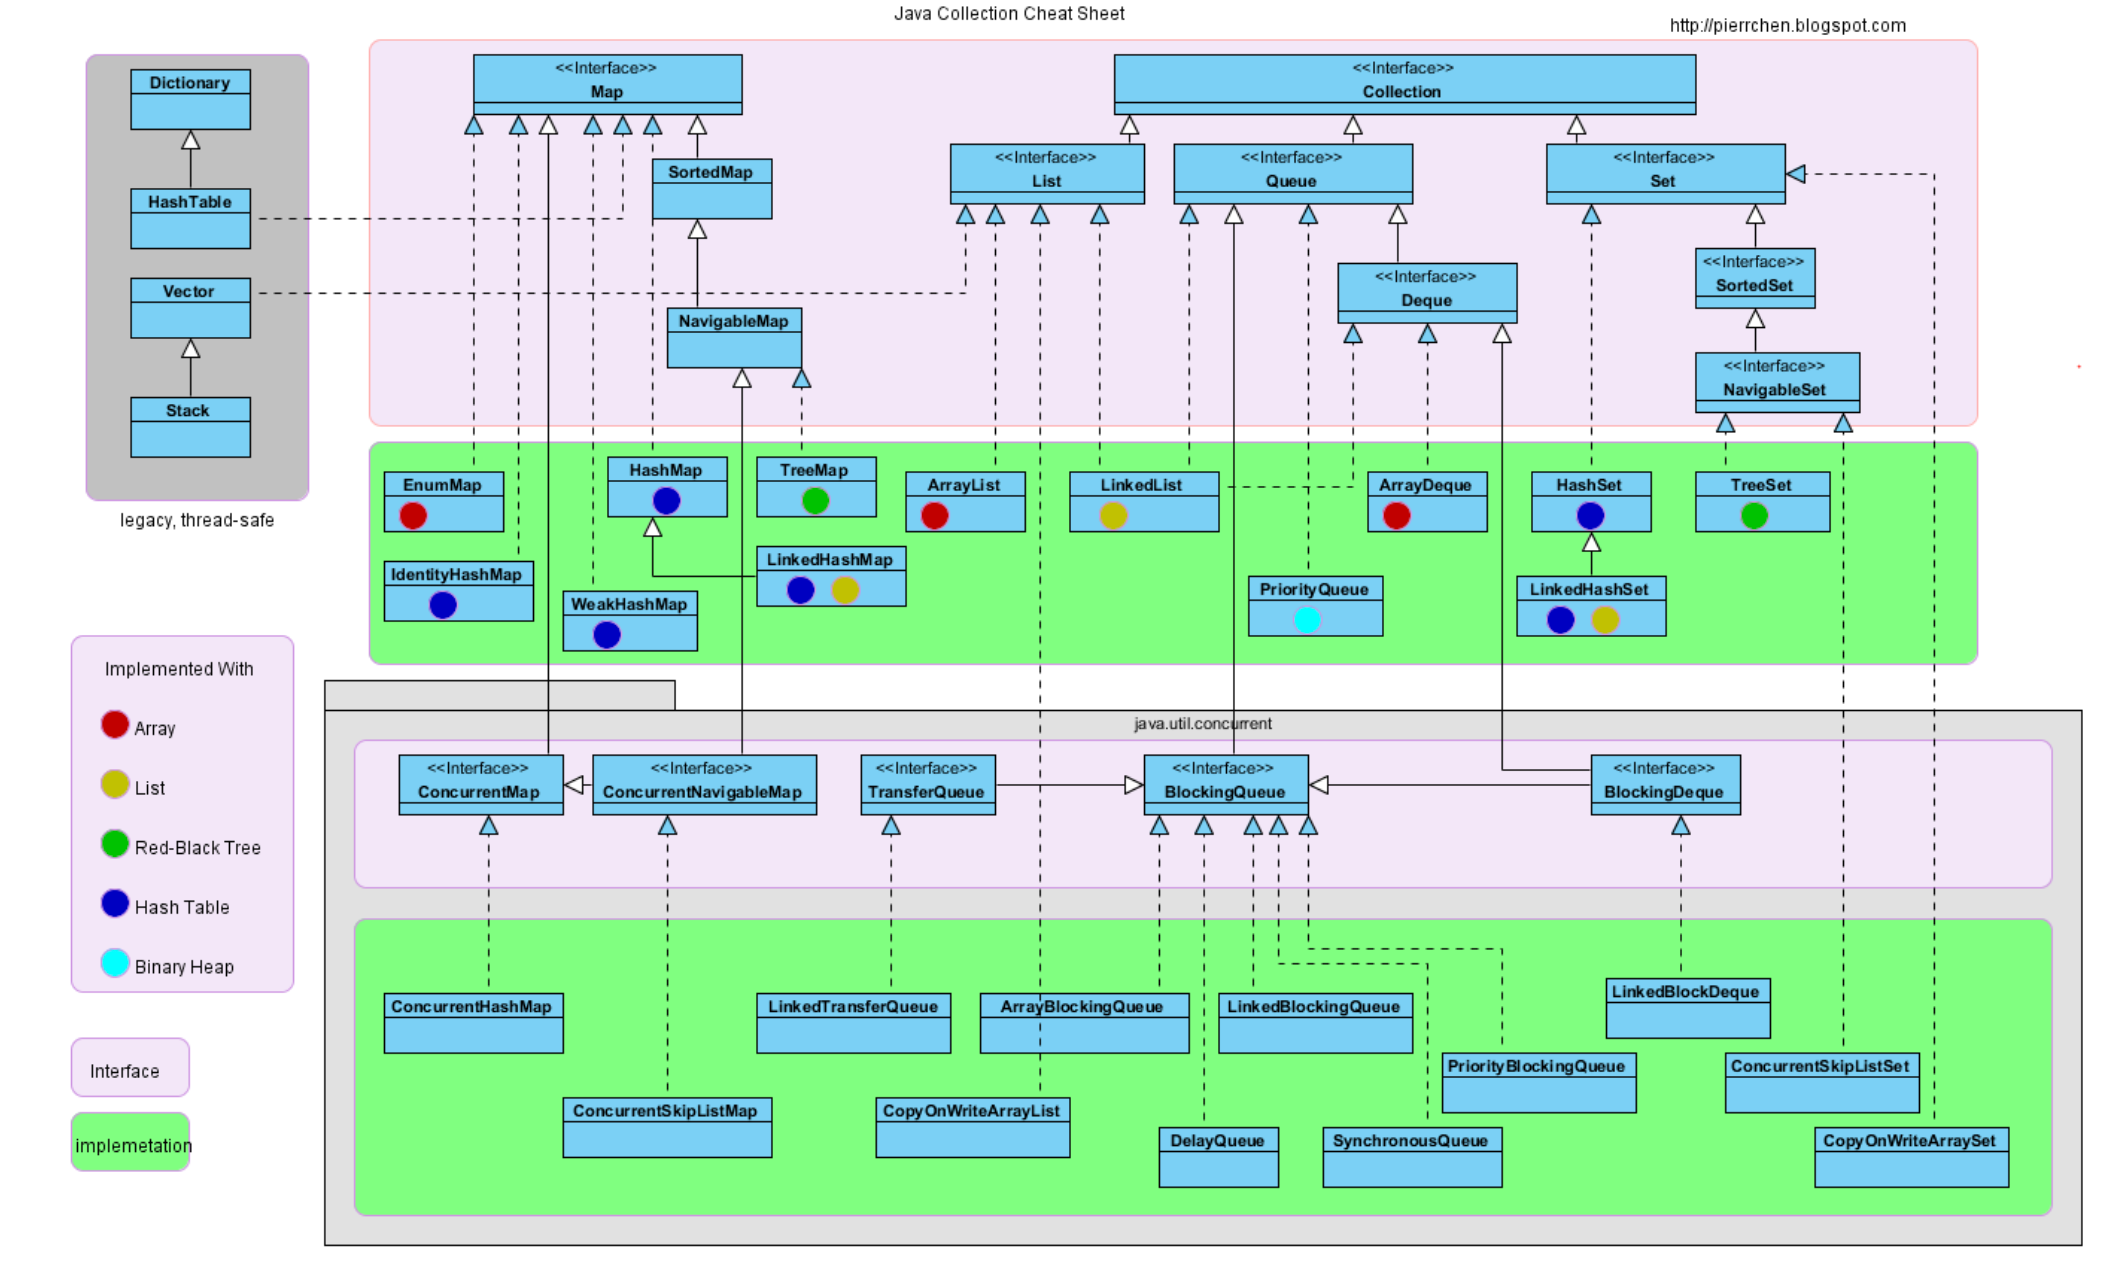 Java Collection Cheat Sheet
http://pierrchen.blogspot.com
Dictionary
HashTable
Vector
Stack
legacy, thread-safe
<<Interface>>
Map
SortedMap
NavigableMap
<<Interface>>
Collection
<<Interface>>
List
<<Interface>>
Queue
<<Interface>>
Set
<<Interface>>
Deque
<<Interface>>
SortedSet
<<Interface>>
NavigableSet
EnumMap
HashMap
TreeMap
ArrayList
LinkedList
ArrayDeque
HashSet
TreeSet
IdentityHashMap
WeakHashMap
LinkedHashMap
PriorityQueue
LinkedHashSet
Implemented With
Array
List
Red-Black Tree
Hash Table
Binary Heap
Interface
implemetation
java.util.concurrent
<<Interface>>
ConcurrentMap
<<Interface>>
ConcurrentNavigableMap
<<Interface>>
TransferQueue
<<Interface>>
BlockingQueue
<<Interface>>
BlockingDeque
ConcurrentHashMap
LinkedTransferQueue
ArrayBlockingQueue
LinkedBlockingQueue
LinkedBlockDeque
PriorityBlockingQueue
ConcurrentSkipListSet
ConcurrentSkipListMap
CopyOnWriteArrayList
DelayQueue
SynchronousQueue
CopyOnWriteArraySet